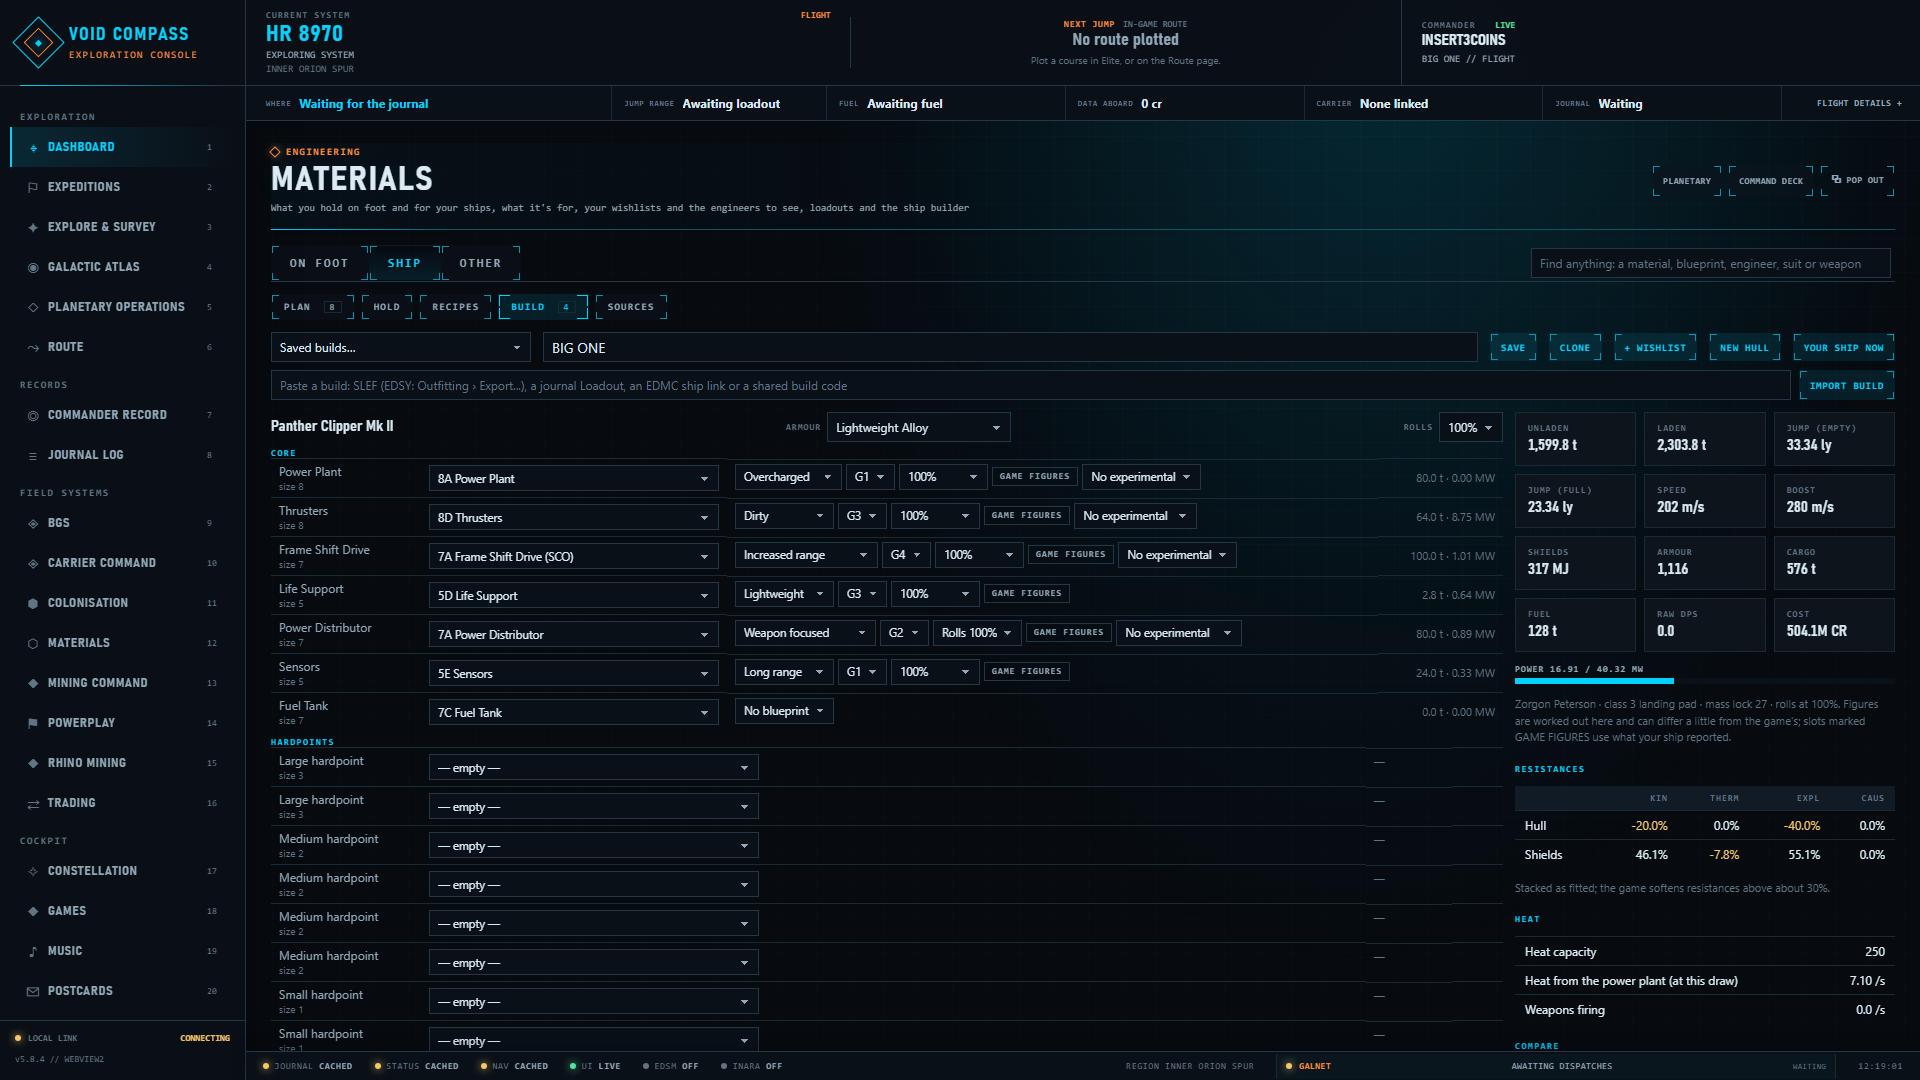 VOID COMPASS
EXPLORATION CONSOLE
CURRENT SYSTEM
HR 8970
EXPLORING SYSTEM
INNER ORION SPUR
FLIGHT
NEXT JUMP IN-GAME ROUTE
No route plotted
Plot a course in Elite, or on the Route page.
COMMANDER LIVE
INSERT3COINS
BIG ONE // FLIGHT
WHERE Waiting for the journal
JUMP RANGE Awaiting loadout
FUEL Awaiting fuel
DATA ABOARD 0 cr
CARRIER None linked
JOURNAL Waiting
FLIGHT DETAILS +
EXPLORATION
DASHBOARD 1
EXPEDITIONS 2
EXPLORE & SURVEY 3
GALACTIC ATLAS 4
PLANETARY OPERATIONS 5
ROUTE 6
RECORDS
COMMANDER RECORD 7
JOURNAL LOG 8
FIELD SYSTEMS
BGS 9
CARRIER COMMAND 10
COLONISATION 11
MATERIALS 12
MINING COMMAND 13
POWERPLAY 14
RHINO MINING 15
TRADING 16
COCKPIT
CONSTELLATION 17
GAMES 18
MUSIC 19
POSTCARDS 20
LOCAL LINK CONNECTING
v5.8.4 // WEBVIEW2
ENGINEERING
MATERIALS
What you hold on foot and for your ships, what it's for, your wishlists and the engineers to see, loadouts and the ship builder
PLANETARY
COMMAND DECK
POP OUT
ON FOOT
SHIP
OTHER
Find anything: a material, blueprint, engineer, suit or weapon
PLAN 8
HOLD
RECIPES
BUILD 4
SOURCES
Saved builds...
BIG ONE
SAVE
CLONE
+ WISHLIST
NEW HULL
YOUR SHIP NOW
Paste a build: SLEF (EDSY: Outfitting › Export...), a journal Loadout, an EDMC ship link or a shared build code
IMPORT BUILD
Panther Clipper Mk II
ARMOUR Lightweight Alloy
ROLLS 100%
CORE
Power Plant
size 8
8A Power Plant
Overcharged G1 100% GAME FIGURES No experimental
80.0 t · 0.00 MW
Thrusters
size 8
8D Thrusters
Dirty G3 100% GAME FIGURES No experimental
64.0 t · 8.75 MW
Frame Shift Drive
size 7
7A Frame Shift Drive (SCO)
Increased range G4 100% GAME FIGURES No experimental
100.0 t · 1.01 MW
Life Support
size 5
5D Life Support
Lightweight G3 100% GAME FIGURES
2.8 t · 0.64 MW
Power Distributor
size 7
7A Power Distributor
Weapon focused G2 Rolls 100% GAME FIGURES No experimental
80.0 t · 0.89 MW
Sensors
size 5
5E Sensors
Long range G1 100% GAME FIGURES
24.0 t · 0.33 MW
Fuel Tank
size 7
7C Fuel Tank
No blueprint
0.0 t · 0.00 MW
HARDPOINTS
Large hardpoint
size 3
— empty —
—
Large hardpoint
size 3
— empty —
—
Medium hardpoint
size 2
— empty —
—
Medium hardpoint
size 2
— empty —
—
Medium hardpoint
size 2
— empty —
—
Medium hardpoint
size 2
— empty —
—
Small hardpoint
size 1
— empty —
—
Small hardpoint
size 1
— empty —
—
UNLADEN
1,599.8 t
LADEN
2,303.8 t
JUMP (EMPTY)
33.34 ly
JUMP (FULL)
23.34 ly
SPEED
202 m/s
BOOST
280 m/s
SHIELDS
317 MJ
ARMOUR
1,116
CARGO
576 t
FUEL
128 t
RAW DPS
0.0
COST
504.1M CR
POWER 16.91 / 40.32 MW
Zorgon Peterson · class 3 landing pad · mass lock 27 · rolls at 100%. Figures
are worked out here and can differ a little from the game's; slots marked
GAME FIGURES use what your ship reported.
RESISTANCES
KIN THERM EXPL CAUS
Hull -20.0% 0.0% -40.0% 0.0%
Shields 46.1% -7.8% 55.1% 0.0%
Stacked as fitted; the game softens resistances above about 30%.
HEAT
Heat capacity 250
Heat from the power plant (at this draw) 7.10 /s
Weapons firing 0.0 /s
COMPARE
JOURNAL CACHED
STATUS CACHED
NAV CACHED
UI LIVE
EDSM OFF
INARA OFF
REGION INNER ORION SPUR
GALNET
AWAITING DISPATCHES
WAITING
12:19:01